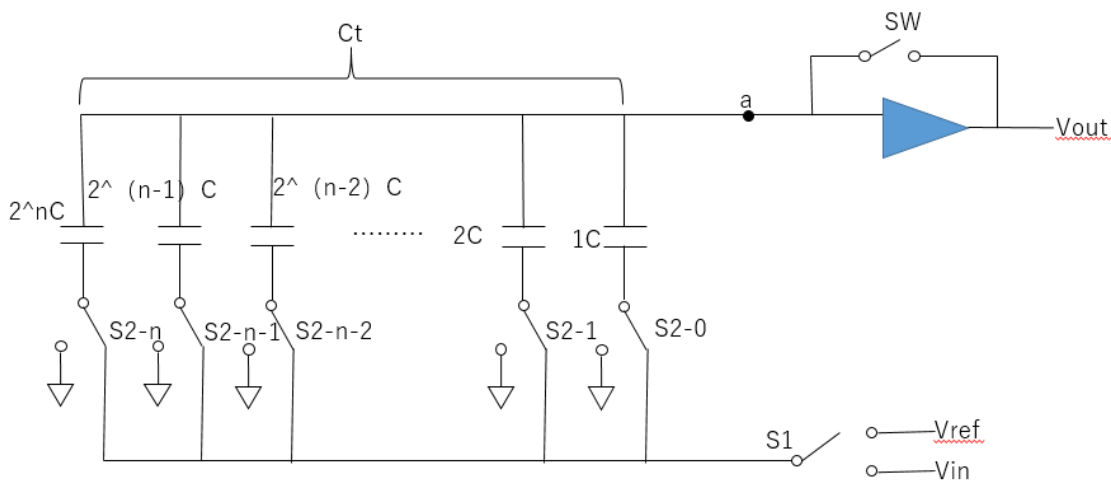 SW
Ct
a
Vout
2^ (n-1) C
2^ (n-2) C
2^nC
………
2C
1C
S2-n
S2-n-1
S2-n-2
S2-1
S2-0
S1
Vref
Vin